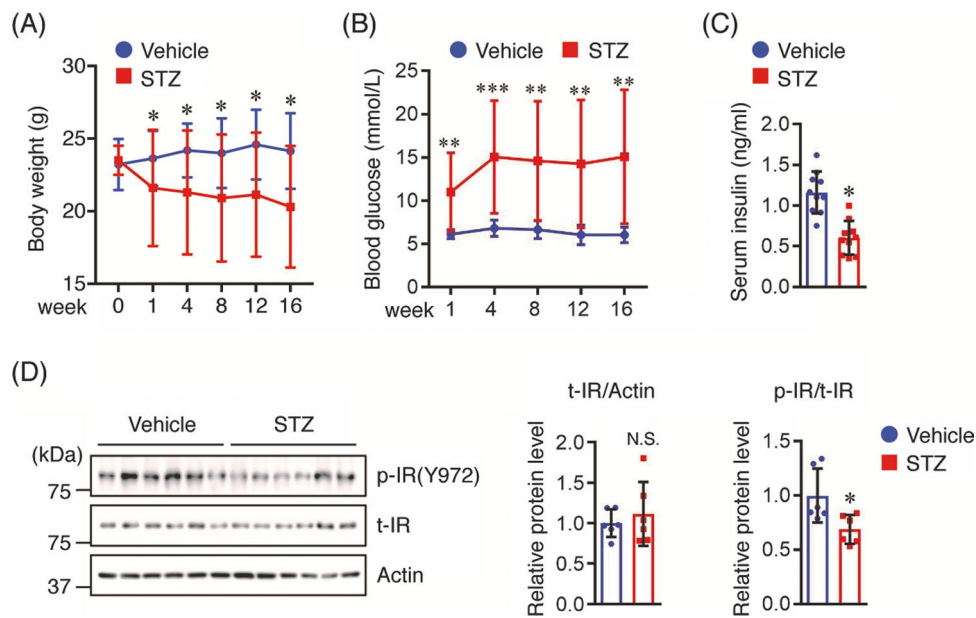 (A)
Vehicle
STZ
Body weight (g)
30
25
20
15
* * * * *
week 0 1 4 8 12 16
(B)
Vehicle STZ
Blood glucose (mmol/L)
25
20
15
10
5
0
** *** ** ** **
week 1 4 8 12 16
(C)
Vehicle
STZ
Serum insulin (ng/ml)
2.0
1.5
1.0
0.5
0.0
*
(D)
Vehicle STZ
(kDa)
75
p-IR(Y972)
75
t-IR
37
Actin
t-IR/Actin
Relative protein level
2.0
1.5
1.0
0.5
0.0
N.S.
p-IR/t-IR
Relative protein level
1.5
1.0
0.5
0.0
*
Vehicle
STZ